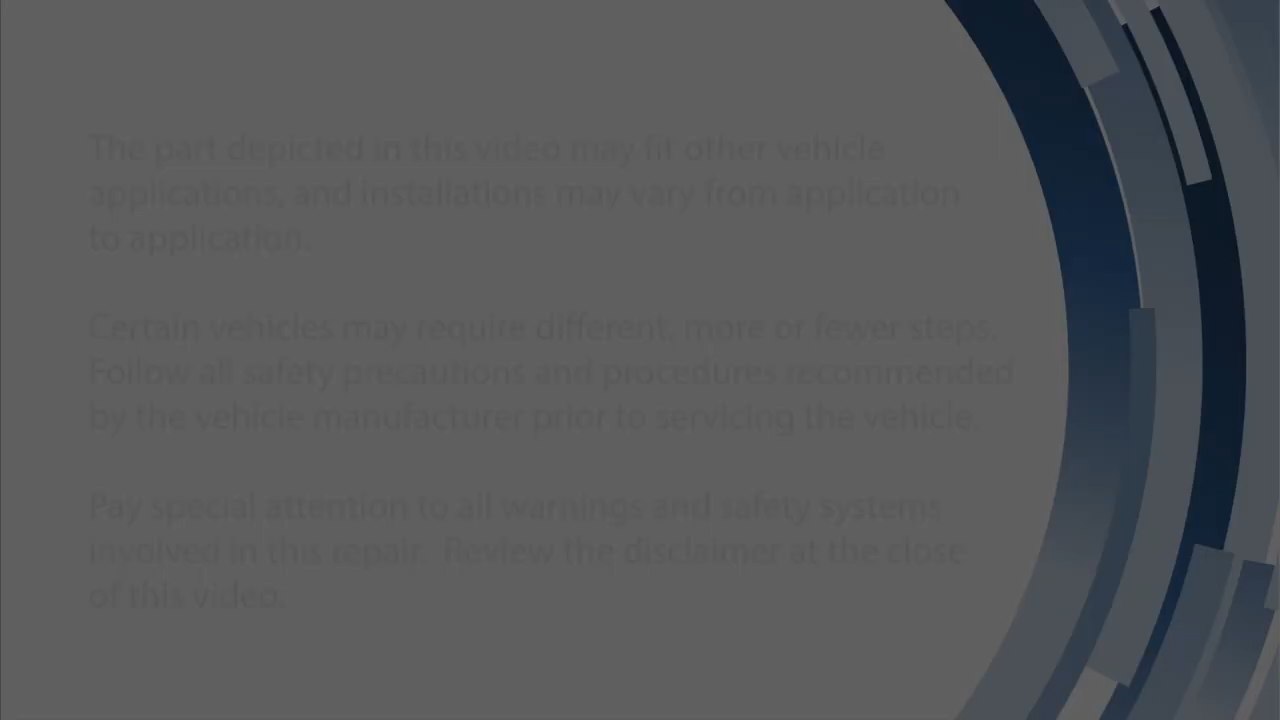 The part depicted in this video may fit other vehicle
applications, and installations may vary from application
to application.
Certain vehicles may require different, more or fewer steps.
Follow all safety precautions and procedures recommended
by the vehicle manufacturer prior to servicing the vehicle.
Pay special attention to all warnings and safety systems
involved in this repair. Review the disclaimer at the close
of this video.